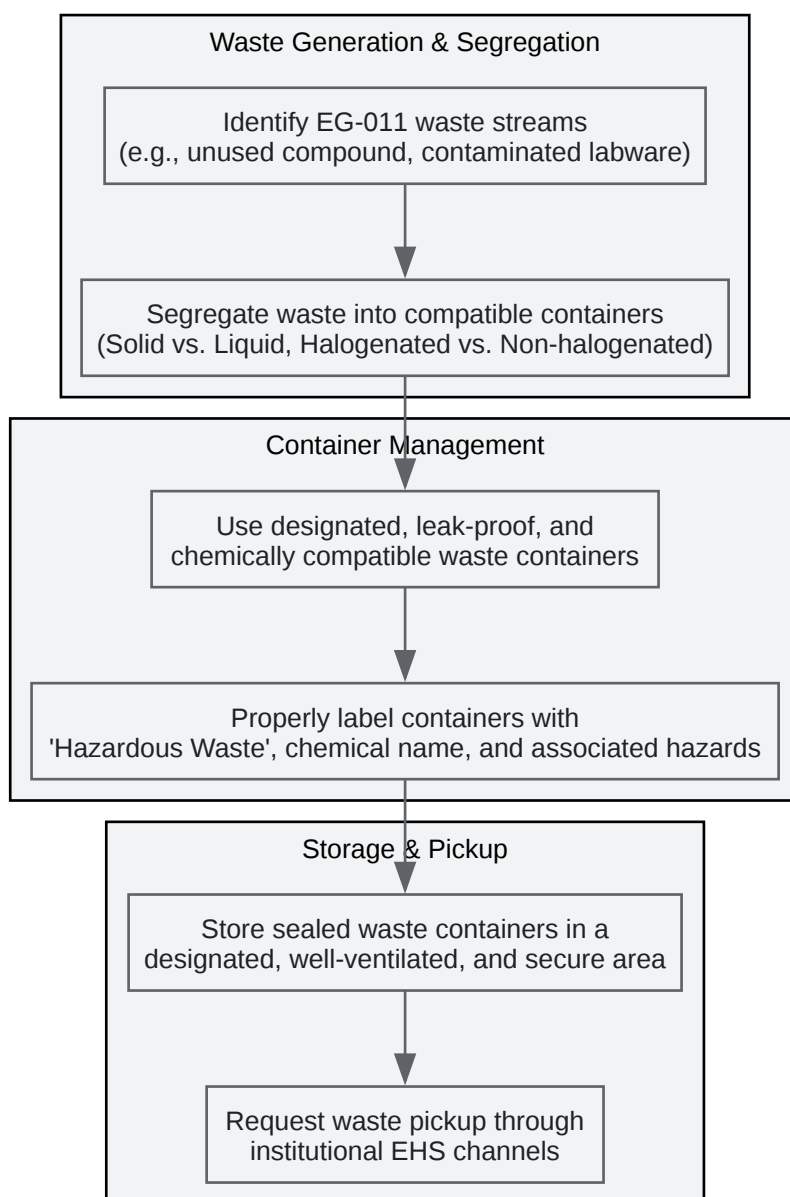 Waste Generation & Segregation
Identify EG-011 waste streams
(e.g., unused compound, contaminated labware)
Segregate waste into compatible containers
(Solid vs. Liquid, Halogenated vs. Non-halogenated)
Container Management
Use designated, leak-proof, and
chemically compatible waste containers
Properly label containers with
'Hazardous Waste', chemical name, and associated hazards
Storage & Pickup
Store sealed waste containers in a
designated, well-ventilated, and secure area
Request waste pickup through
institutional EHS channels